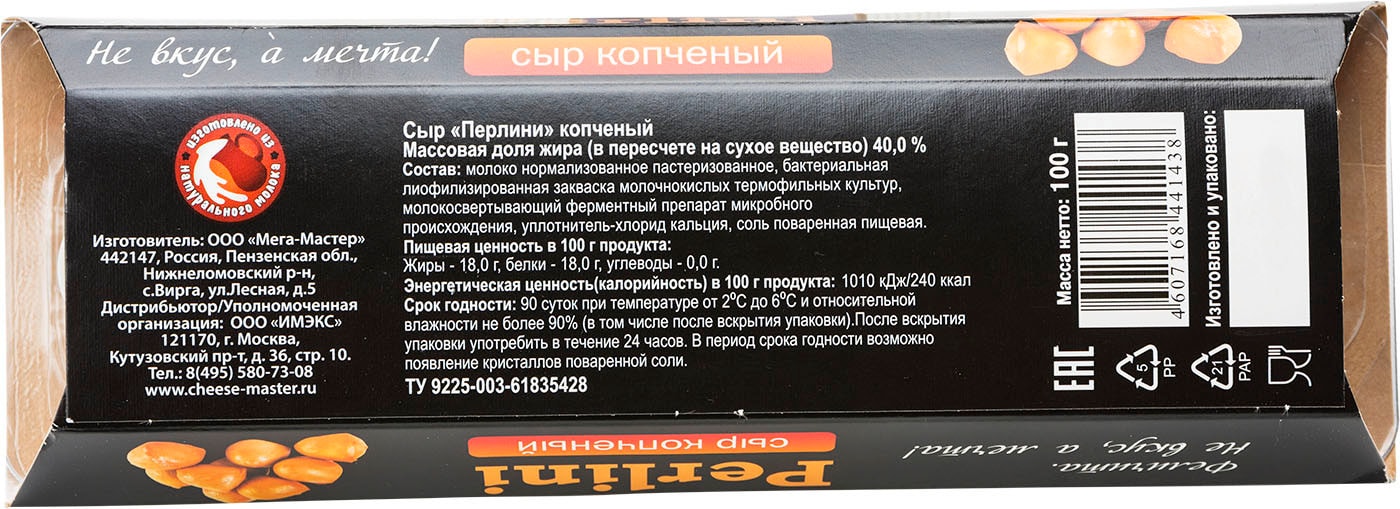 Не вкус, а мечта!
сыр копченый
изготовлено из
натурального молока
Изготовитель: ООО «Мега-Мастер»
442147, Россия, Пензенская обл.,
Нижнеломовский р-н,
с.Вирга, ул.Лесная, д.5
Дистрибьютор/Уполномоченная
организация: ООО «ИМЭКС»
121170, г. Москва,
Кутузовский пр-т, д. 36, стр. 10.
Тел.: 8(495) 580-73-08
www.cheese-master.ru
Сыр «Перлини» копченый
Массовая доля жира (в пересчете на сухое вещество) 40,0 %
Состав: молоко нормализованное пастеризованное, бактериальная
лиофилизированная закваска молочнокислых термофильных культур,
молокосвертывающий ферментный препарат микробного
происхождения, уплотнитель-хлорид кальция, соль поваренная пищевая.
Пищевая ценность в 100 г продукта:
Жиры - 18,0 г, белки - 18,0 г, углеводы - 0,0 г.
Энергетическая ценность(калорийность) в 100 г продукта: 1010 кДж/240 ккал
Срок годности: 90 суток при температуре от 2⁰С до 6⁰С и относительной
влажности не более 90% (в том числе после вскрытия упаковки).После вскрытия
упаковки употребить в течение 24 часов. В период срока годности возможно
появление кристаллов поваренной соли.
ТУ 9225-003-61835428
Масса нетто: 100 г
4607168441438
Изготовлено и упаковано:
EAC
5
PP
21
PAP
Perlini
сыр копченый
Феличита.
Не вкус, а мечта!